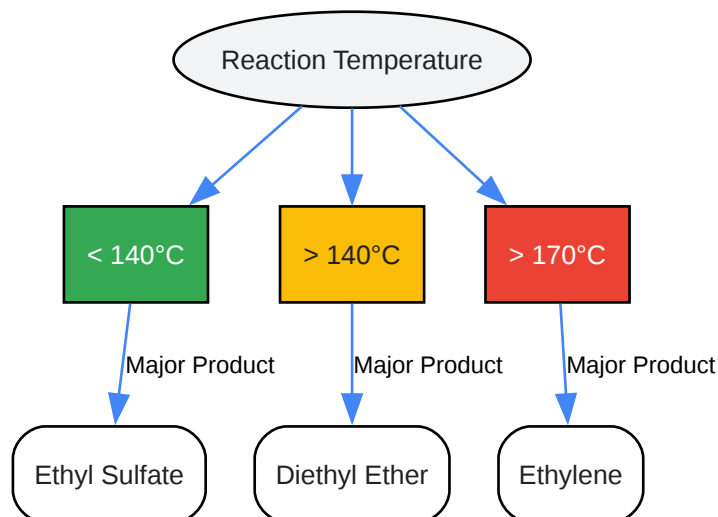 Reaction Temperature
< 140°C
> 140°C
> 170°C
Major Product
Major Product
Major Product
Ethyl Sulfate
Diethyl Ether
Ethylene